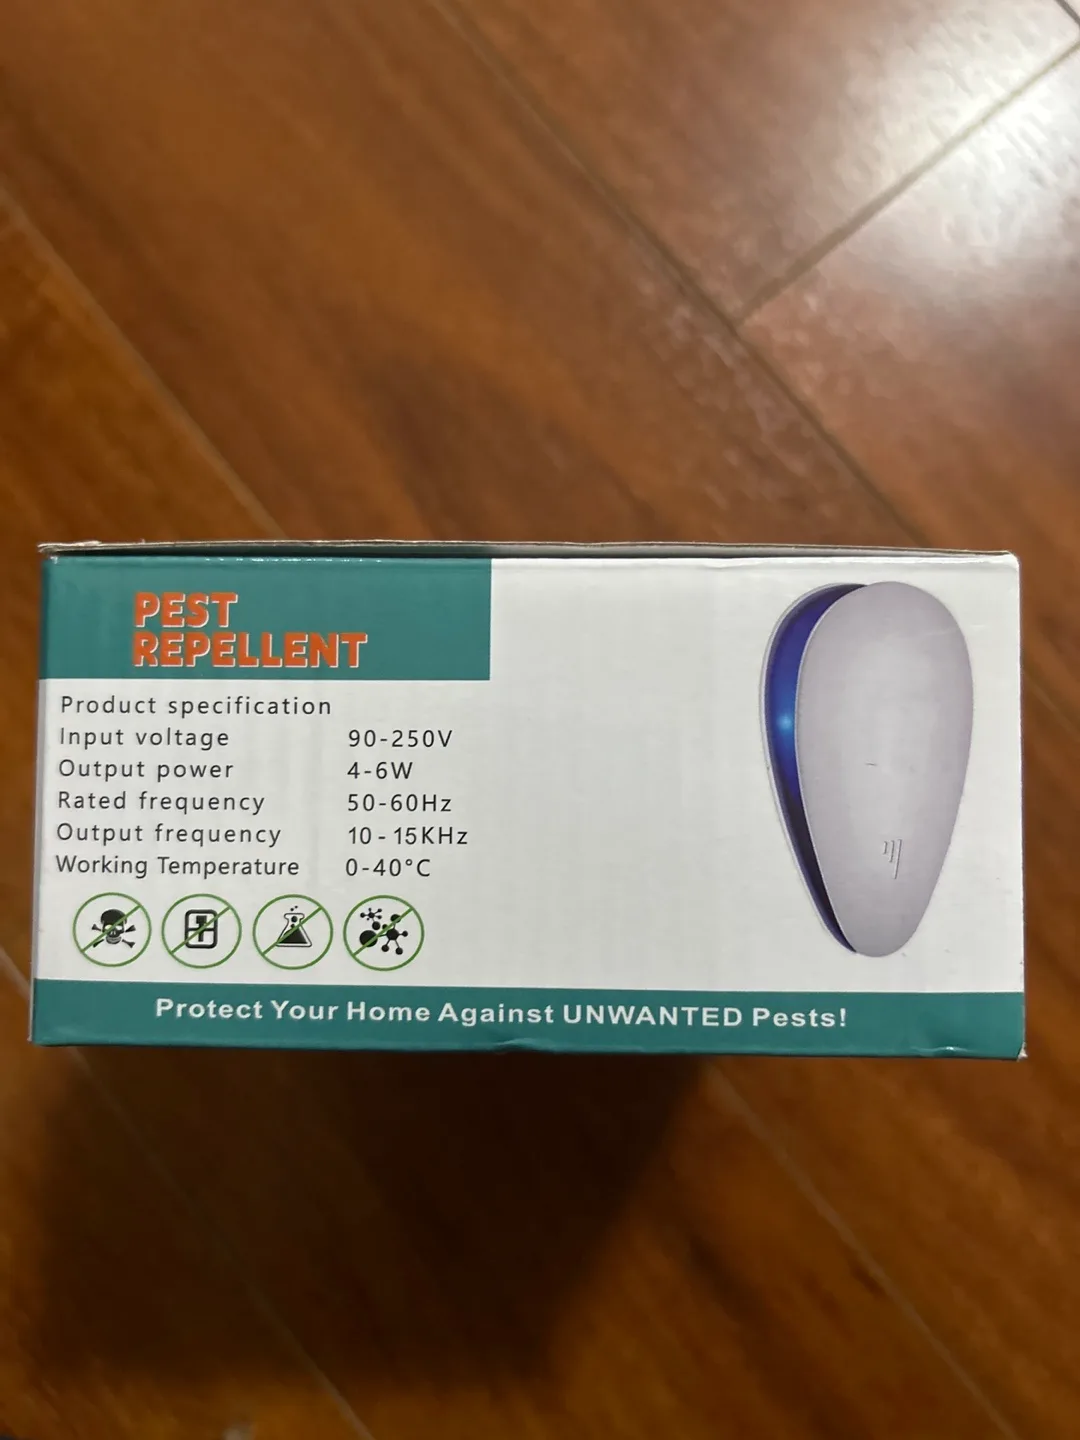 PEST
REPELLENT
Product specification
Input voltage 90-250V
Output power 4-6W
Rated frequency 50-60Hz
Output frequency 10-15KHz
Working Temperature 0-40°C
Protect Your Home Against UNWANTED Pests!